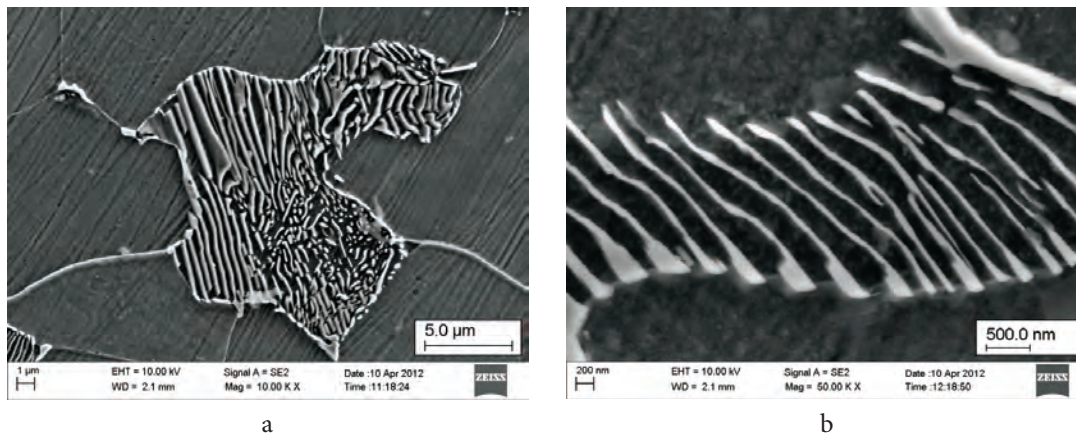 5.0 µm
1 µm
EHT = 10.00 kV
WD = 2.1 mm
Signal A = SE2
Mag = 10.00 K X
Date :10 Apr 2012
Time :11:18:24
ZEISS
a
500.0 nm
200 nm
EHT = 10.00 kV
WD = 2.1 mm
Signal A = SE2
Mag = 50.00 K X
Date :10 Apr 2012
Time :12:18:50
ZEISS
b